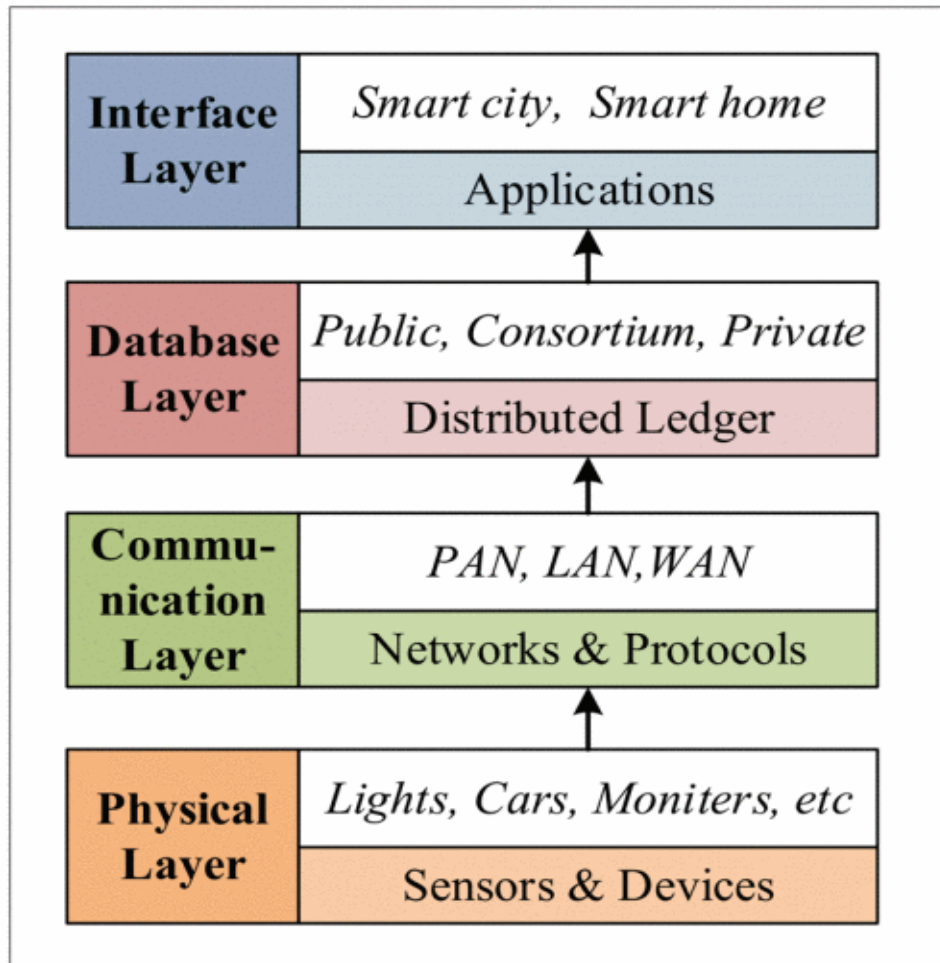 Interface
Layer
Smart city,  Smart home
Applications
Database
Layer
Public, Consortium, Private
Distributed Ledger
Commu-
nication
Layer
PAN, LAN,WAN
Networks & Protocols
Physical
Layer
Lights, Cars, Moniters, etc
Sensors & Devices